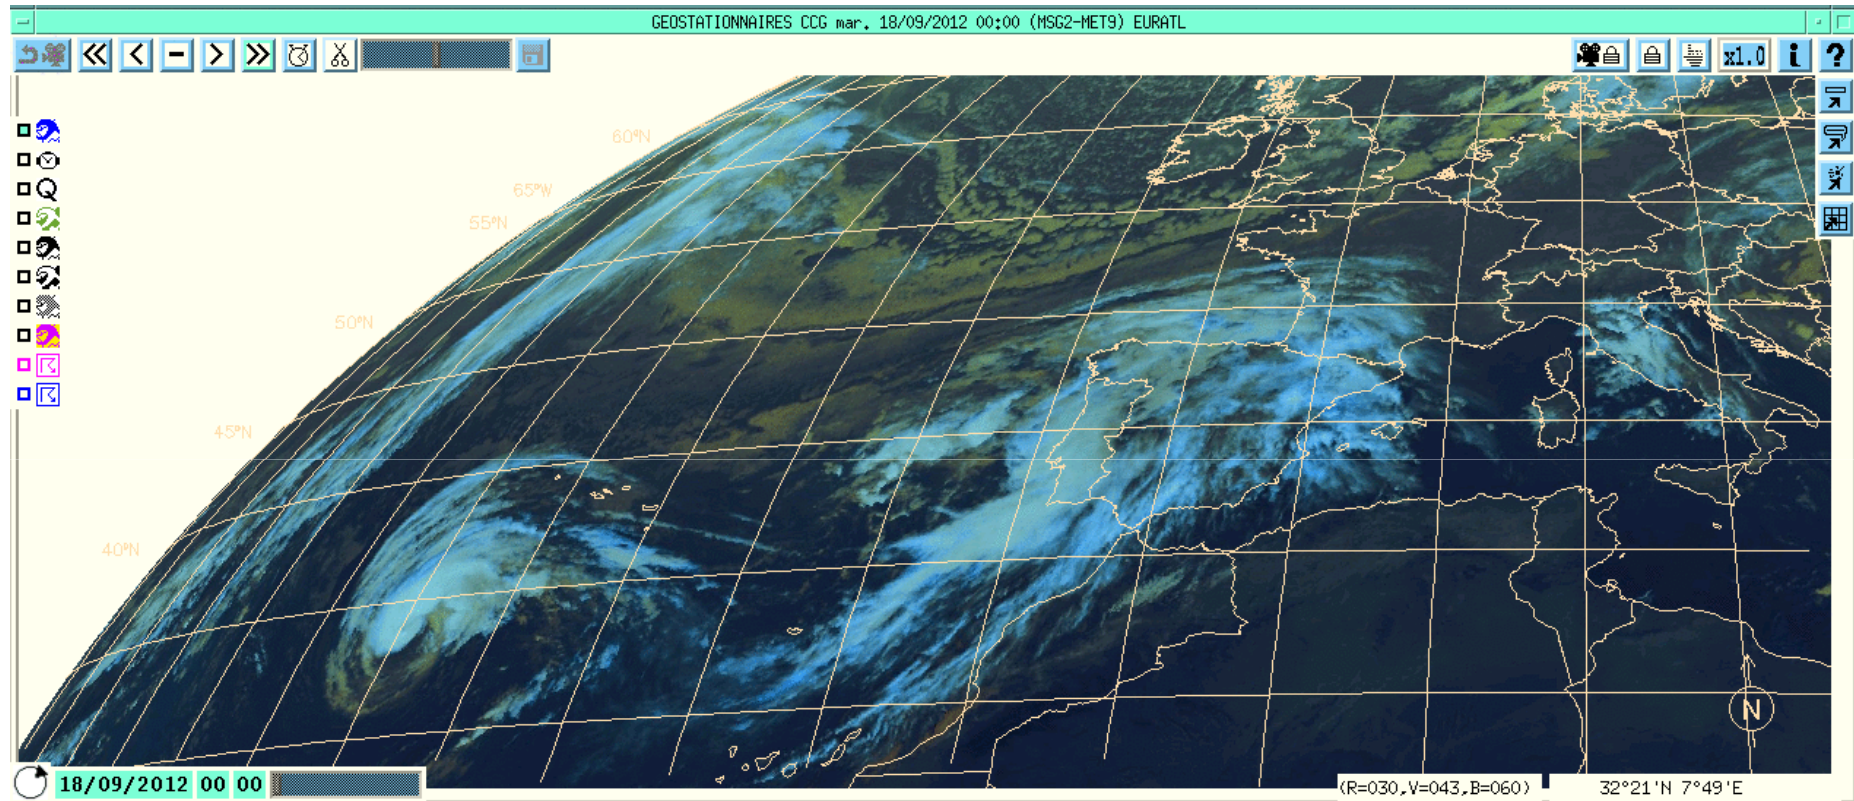 GEOSTATIONNAIRES CCG mar. 18/09/2012 00:00 (MSG2-MET9) EURATL
x1.0 i ?
60°N
65°W
55°N
50°N
45°N
40°N
Q
N
18/09/2012 00 00
(R=030,V=043,B=060) 32°21'N 7°49'E